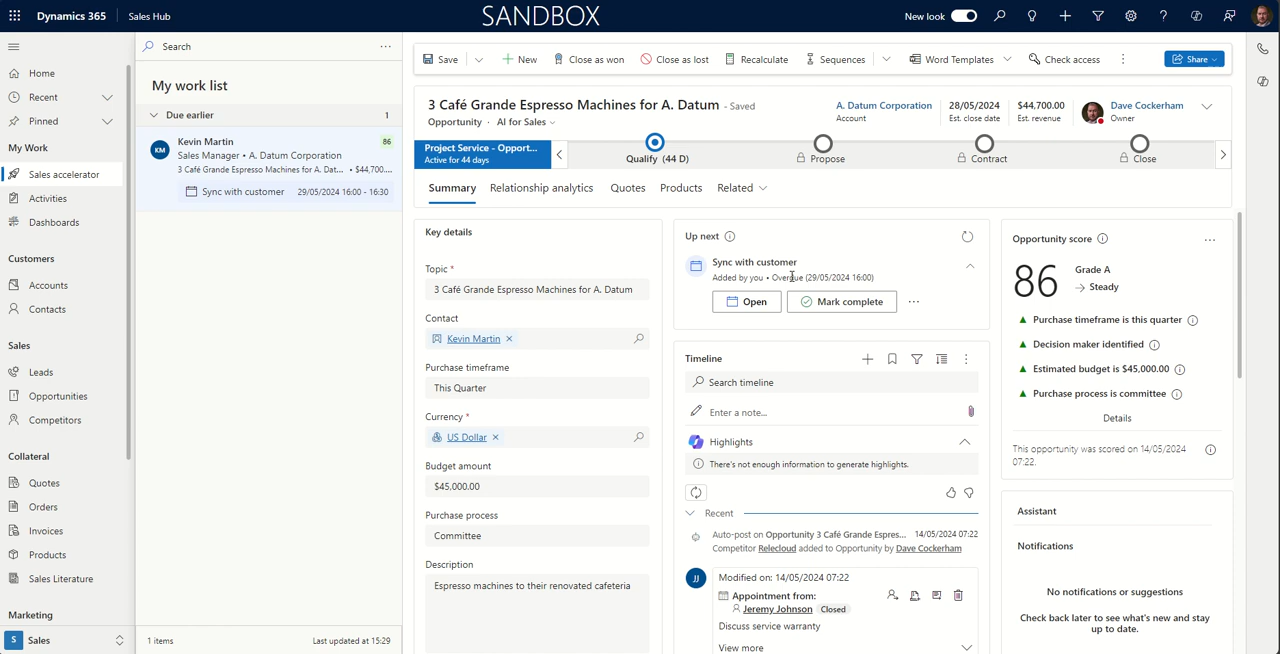 Dynamics 365
Sales Hub
SANDBOX
New look
Home
Recent
Pinned
My Work
Sales accelerator
Activities
Dashboards
Customers
Accounts
Contacts
Sales
Leads
Opportunities
Competitors
Collateral
Quotes
Orders
Invoices
Products
Sales Literature
Marketing
S Sales
Search
My work list
Due earlier 1
KM
Kevin Martin 86
Sales Manager • A. Datum Corporation
3 Café Grande Espresso Machines for A. Dat... • $44,700....
Sync with customer 29/05/2024 16:00 - 16:30
1 items Last updated at 15:29
Save
New
Close as won
Close as lost
Recalculate
Sequences
Word Templates
Check access
Share
3 Café Grande Espresso Machines for A. Datum - Saved
Opportunity · AI for Sales
A. Datum Corporation
Account
28/05/2024
Est. close date
$44,700.00
Est. revenue
Dave Cockerham
Owner
Project Service - Opport...
Active for 44 days
Qualify (44 D)
Propose
Contract
Close
Summary
Relationship analytics
Quotes
Products
Related
Key details
Topic *
3 Café Grande Espresso Machines for A. Datum
Contact
Kevin Martin
Purchase timeframe
This Quarter
Currency *
US Dollar
Budget amount
$45,000.00
Purchase process
Committee
Description
Espresso machines to their renovated cafeteria
Up next
Sync with customer
Added by you • Overdue (29/05/2024 16:00)
Open
Mark complete
Timeline
Search timeline
Enter a note...
Highlights
There's not enough information to generate highlights.
Recent
Auto-post on Opportunity 3 Café Grande Espres... 14/05/2024 07:22
Competitor Relecloud added to Opportunity by Dave Cockerham
JJ
Modified on: 14/05/2024 07:22
Appointment from:
Jeremy Johnson Closed
Discuss service warranty
View more
Opportunity score
86
Grade A
Steady
Purchase timeframe is this quarter
Decision maker identified
Estimated budget is $45,000.00
Purchase process is committee
Details
This opportunity was scored on 14/05/2024
07:22.
Assistant
Notifications
No notifications or suggestions
Check back later to see what's new and stay
up to date.